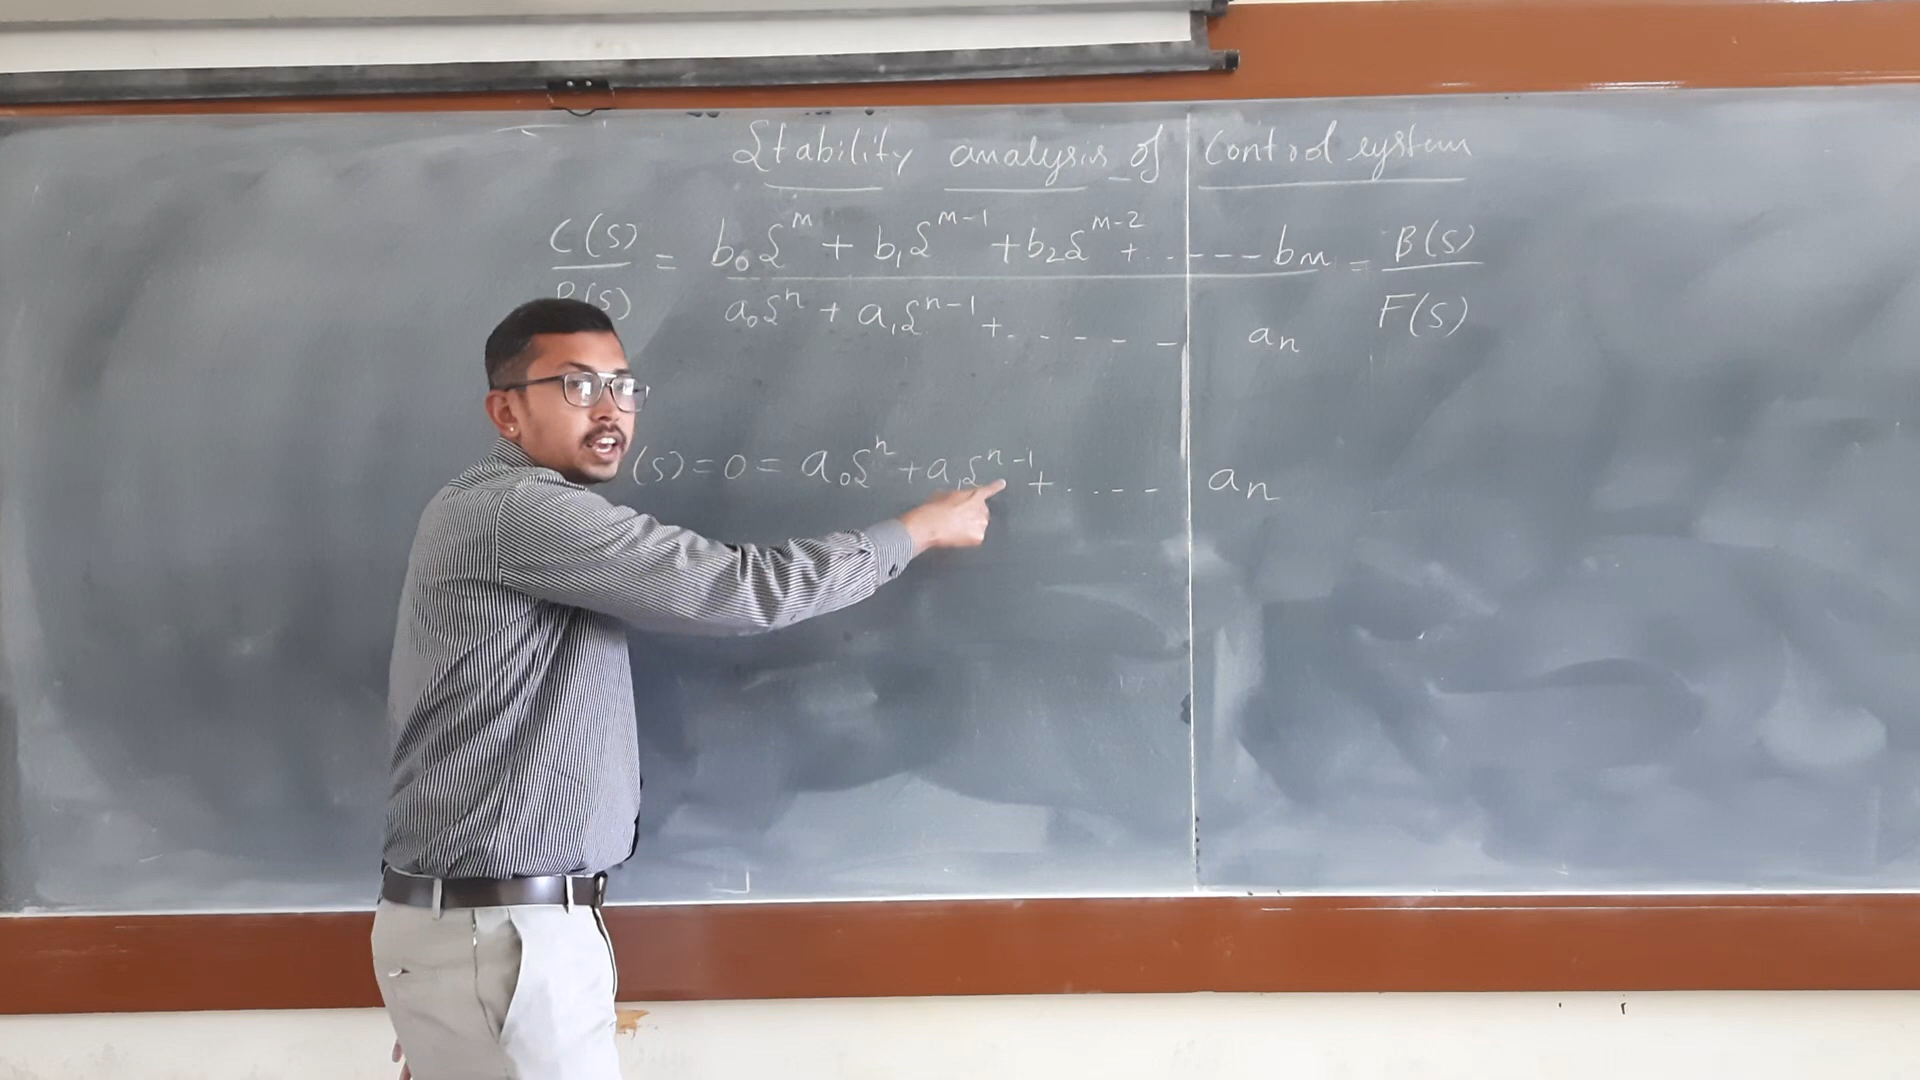 Stability analysis of Control system
C(S) = b₀s^m + b₁s^(m-1) + b₂s^(m-2) + ...---- bm = B(S)
(S) a₀s^n + a₁s^(n-1) + ..---- an F(S)
(S) = 0 = a₀s^n + a₁s^(n-1) + .... an